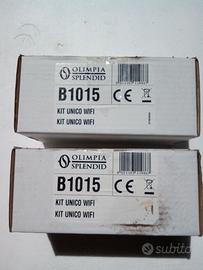 OLIMPIA
SPLENDID
B1015
CE
KIT UNICO WIFI
KIT UNICO WIFI
OLIMPIA
SPLENDID
B1015
CE
KIT UNICO WIFI
KIT UNICO WIFI
subito